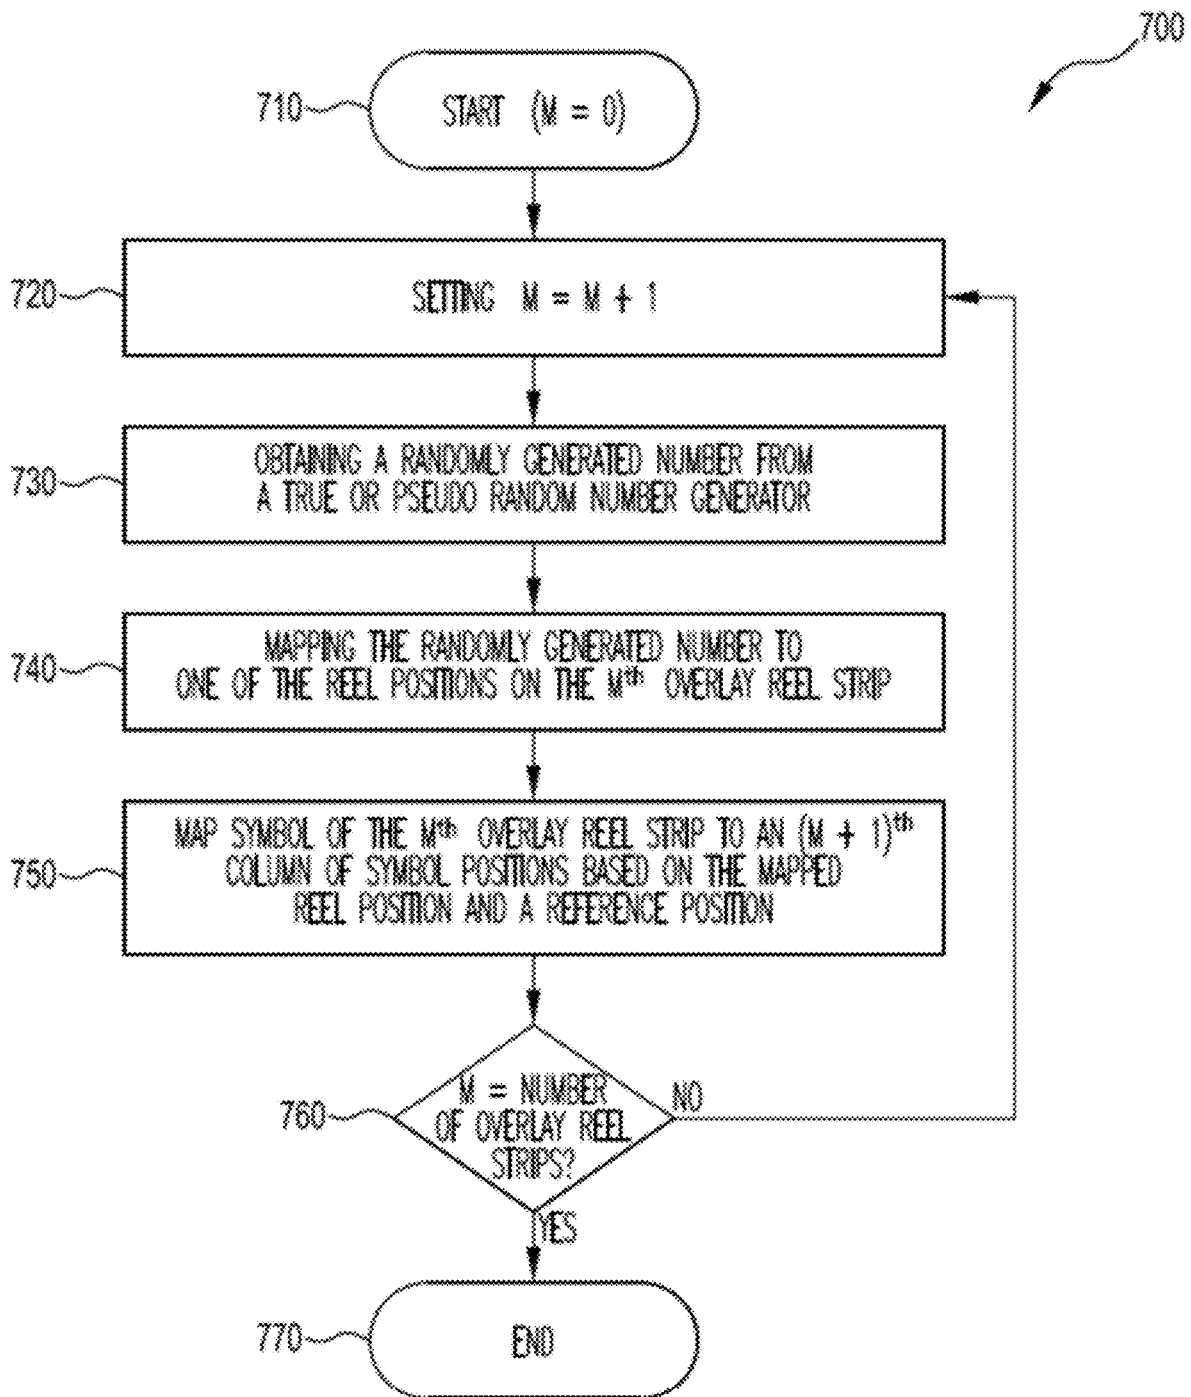 700
710
START (M = 0)
720
SETTING M = M + 1
730
OBTAINING A RANDOMLY GENERATED NUMBER FROM
A TRUE OR PSEUDO RANDOM NUMBER GENERATOR
740
MAPPING THE RANDOMLY GENERATED NUMBER TO
ONE OF THE REEL POSITIONS ON THE Mth OVERLAY REEL STRIP
750
MAP SYMBOL OF THE Mth OVERLAY REEL STRIP TO AN (M + 1)th
COLUMN OF SYMBOL POSITIONS BASED ON THE MAPPED
REEL POSITION AND A REFERENCE POSITION
760
M = NUMBER
OF OVERLAY REEL
STRIPS?
NO
YES
770
END